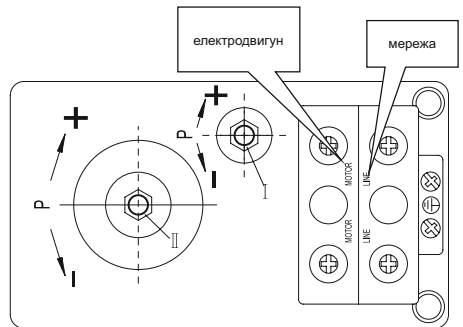 електродвигун
мережа
+
+
P
P
-
-
I
II
MOTOR
LINE
MOTOR
LINE